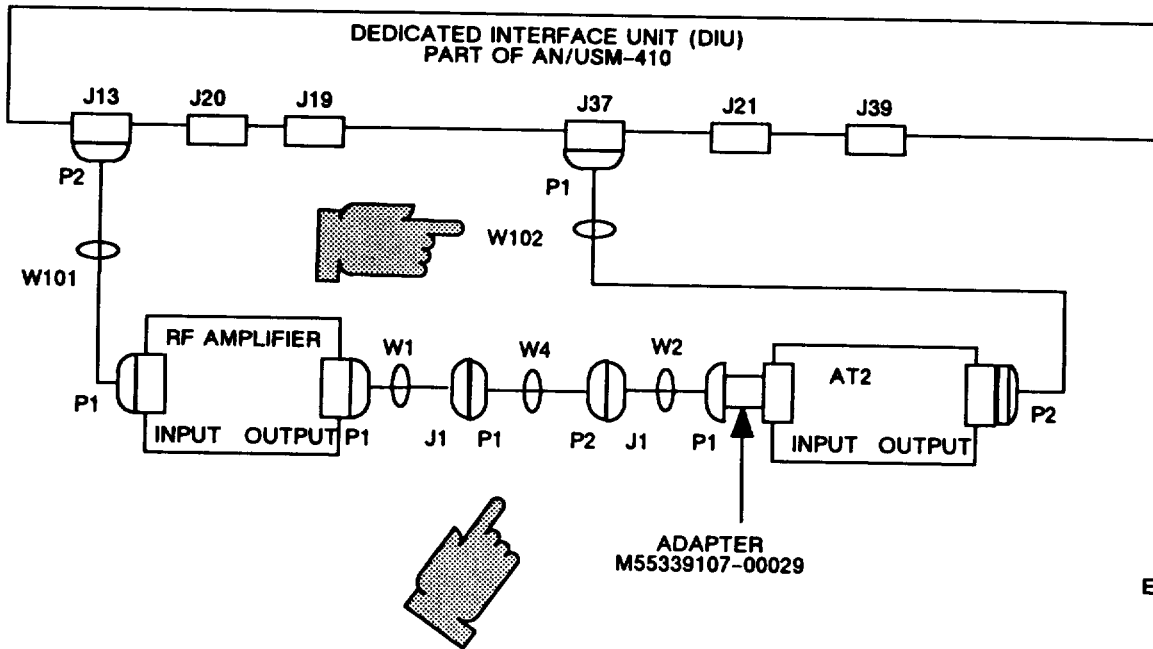 DEDICATED INTERFACE UNIT (DIU)
PART OF AN/USM-410
J13
J20
J19
J37
J21
J39
P2
P1
W101
W102
RF AMPLIFIER
W1
W4
W2
AT2
P1
P2
INPUT OUTPUT
P1
J1
P1
P2
J1
P1
INPUT OUTPUT
ADAPTER
M55339107-00029
E